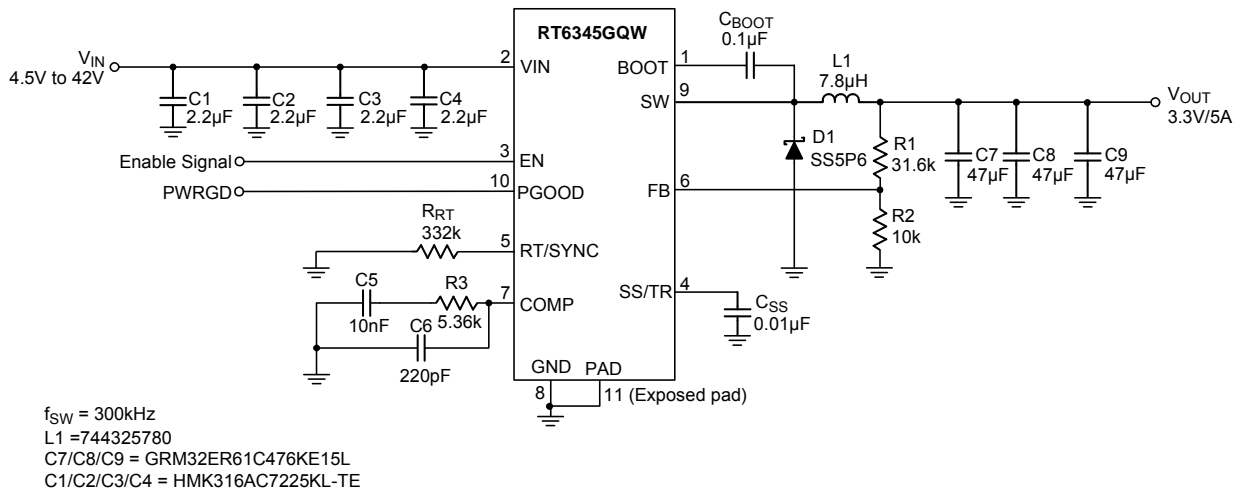 RT6345GQW
VIN
4.5V to 42V
2
VIN
C1
2.2µF
C2
2.2µF
C3
2.2µF
C4
2.2µF
Enable Signal
3
EN
PWRGD
10
PGOOD
RRT
332k
5
RT/SYNC
C5
10nF
R3
5.36k
7
COMP
C6
220pF
GND
PAD
8
11 (Exposed pad)
BOOT
1
CBOOT
0.1µF
SW
9
L1
7.8µH
VOUT
3.3V/5A
D1
SS5P6
R1
31.6k
C7
47µF
C8
47µF
C9
47µF
FB
6
R2
10k
SS/TR
4
CSS
0.01µF
fSW = 300kHz
L1 =744325780
C7/C8/C9 = GRM32ER61C476KE15L
C1/C2/C3/C4 = HMK316AC7225KL-TE